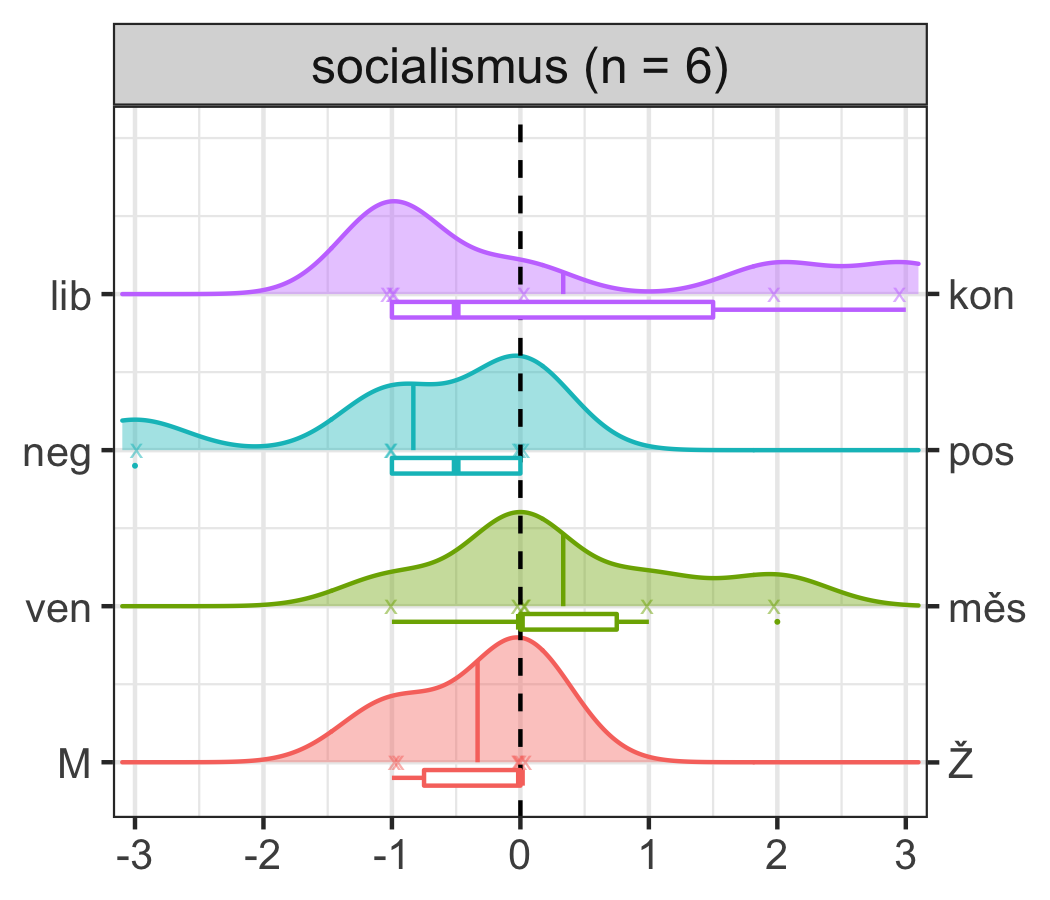 socialismus (n = 6)
lib kon
neg pos
ven měs
M Ž
-3 -2 -1 0 1 2 3